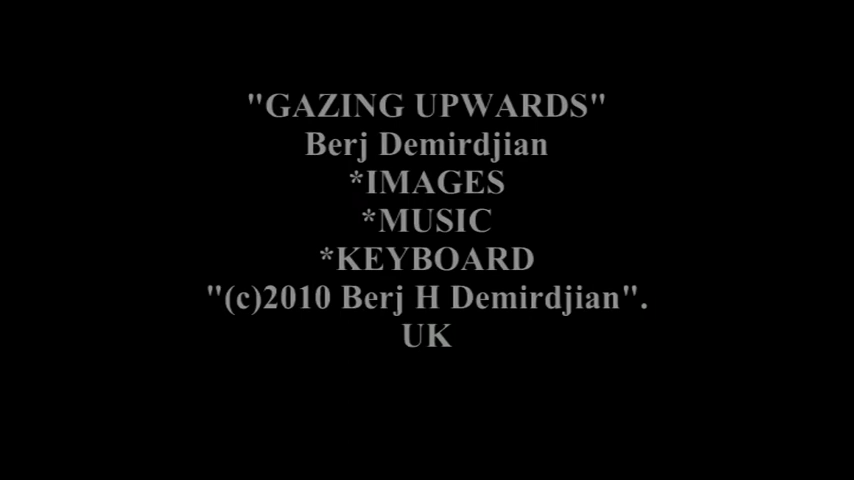 "GAZING UPWARDS"
Berj Demirdjian
*IMAGES
*MUSIC
*KEYBOARD
"(c)2010 Berj H Demirdjian".
UK